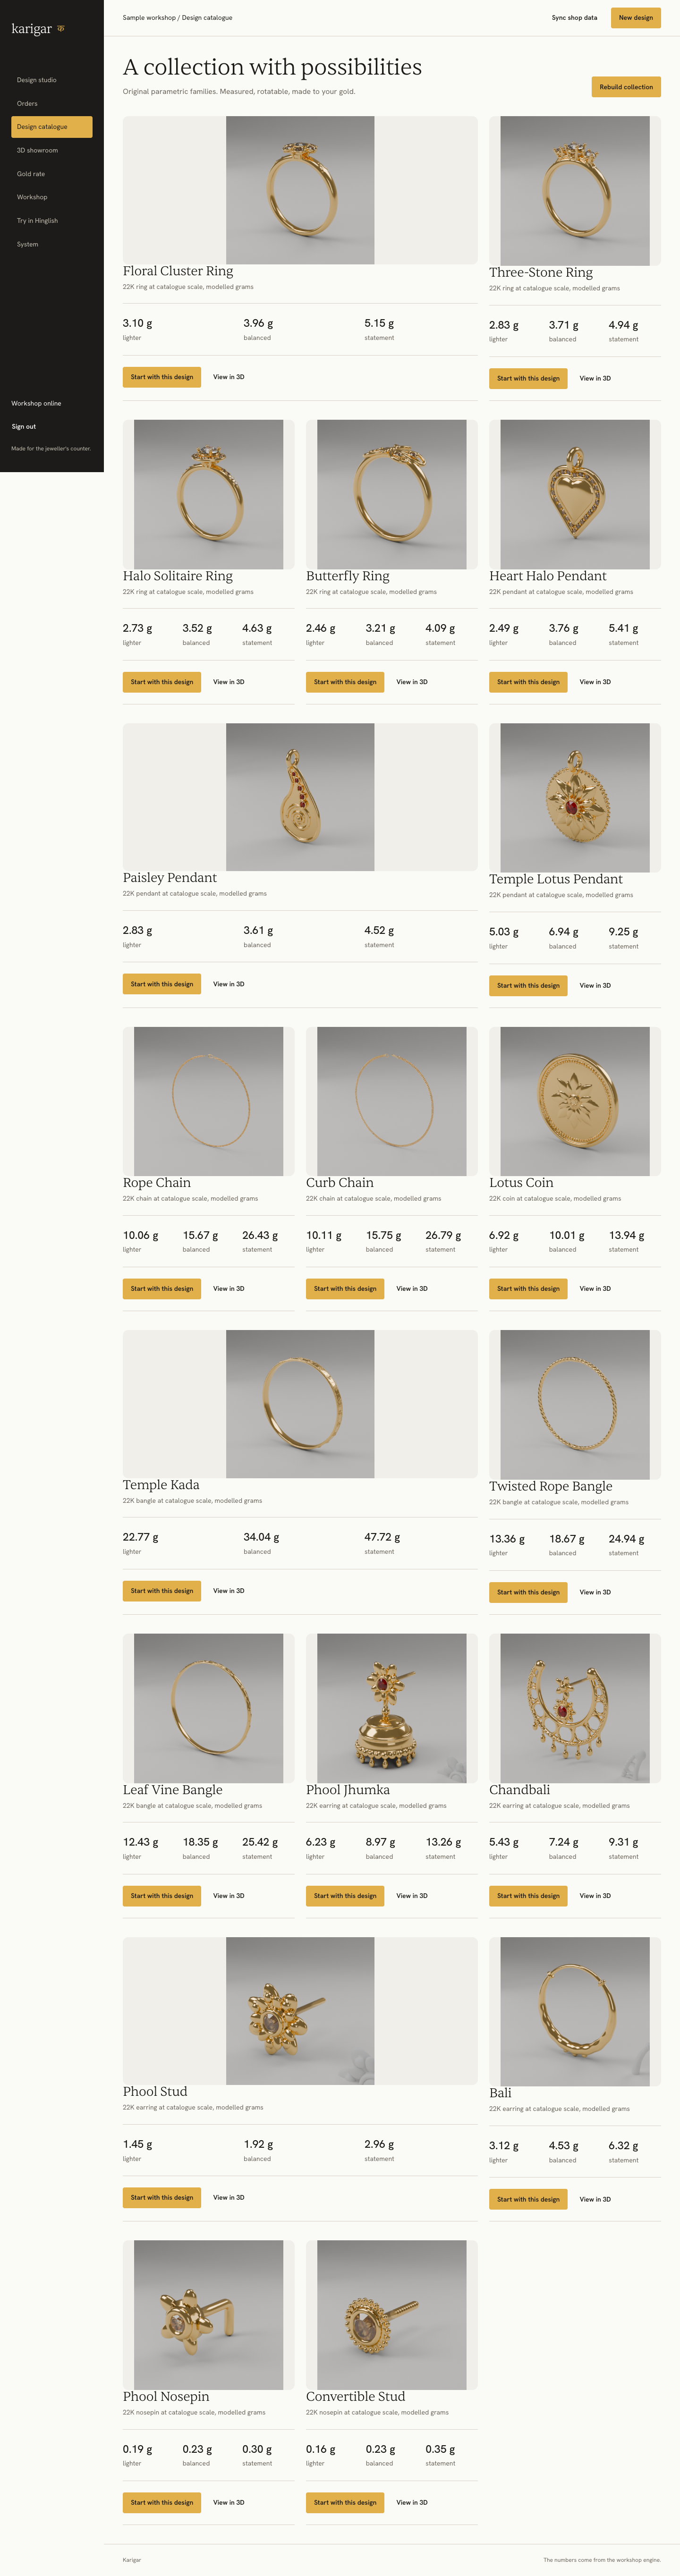 karigar क
Design studio
Orders
Design catalogue
3D showroom
Gold rate
Workshop
Try in Hinglish
System
Workshop online
Sign out
Made for the jeweller's counter.
Sample workshop / Design catalogue
Sync shop data
New design
A collection with possibilities
Original parametric families. Measured, rotatable, made to your gold.
Rebuild collection
Floral Cluster Ring
22K ring at catalogue scale, modelled grams
3.10 g 3.96 g 5.15 g
lighter balanced statement
Start with this design View in 3D
Three-Stone Ring
22K ring at catalogue scale, modelled grams
2.83 g 3.71 g 4.94 g
lighter balanced statement
Start with this design View in 3D
Halo Solitaire Ring
22K ring at catalogue scale, modelled grams
2.73 g 3.52 g 4.63 g
lighter balanced statement
Start with this design View in 3D
Butterfly Ring
22K ring at catalogue scale, modelled grams
2.46 g 3.21 g 4.09 g
lighter balanced statement
Start with this design View in 3D
Heart Halo Pendant
22K pendant at catalogue scale, modelled grams
2.49 g 3.76 g 5.41 g
lighter balanced statement
Start with this design View in 3D
Paisley Pendant
22K pendant at catalogue scale, modelled grams
2.83 g 3.61 g 4.52 g
lighter balanced statement
Start with this design View in 3D
Temple Lotus Pendant
22K pendant at catalogue scale, modelled grams
5.03 g 6.94 g 9.25 g
lighter balanced statement
Start with this design View in 3D
Rope Chain
22K chain at catalogue scale, modelled grams
10.06 g 15.67 g 26.43 g
lighter balanced statement
Start with this design View in 3D
Curb Chain
22K chain at catalogue scale, modelled grams
10.11 g 15.75 g 26.79 g
lighter balanced statement
Start with this design View in 3D
Lotus Coin
22K coin at catalogue scale, modelled grams
6.92 g 10.01 g 13.94 g
lighter balanced statement
Start with this design View in 3D
Temple Kada
22K bangle at catalogue scale, modelled grams
22.77 g 34.04 g 47.72 g
lighter balanced statement
Start with this design View in 3D
Twisted Rope Bangle
22K bangle at catalogue scale, modelled grams
13.36 g 18.67 g 24.94 g
lighter balanced statement
Start with this design View in 3D
Leaf Vine Bangle
22K bangle at catalogue scale, modelled grams
12.43 g 18.35 g 25.42 g
lighter balanced statement
Start with this design View in 3D
Phool Jhumka
22K earring at catalogue scale, modelled grams
6.23 g 8.97 g 13.26 g
lighter balanced statement
Start with this design View in 3D
Chandbali
22K earring at catalogue scale, modelled grams
5.43 g 7.24 g 9.31 g
lighter balanced statement
Start with this design View in 3D
Phool Stud
22K earring at catalogue scale, modelled grams
1.45 g 1.92 g 2.96 g
lighter balanced statement
Start with this design View in 3D
Bali
22K earring at catalogue scale, modelled grams
3.12 g 4.53 g 6.32 g
lighter balanced statement
Start with this design View in 3D
Phool Nosepin
22K nosepin at catalogue scale, modelled grams
0.19 g 0.23 g 0.30 g
lighter balanced statement
Start with this design View in 3D
Convertible Stud
22K nosepin at catalogue scale, modelled grams
0.16 g 0.23 g 0.35 g
lighter balanced statement
Start with this design View in 3D
Karigar
The numbers come from the workshop engine.